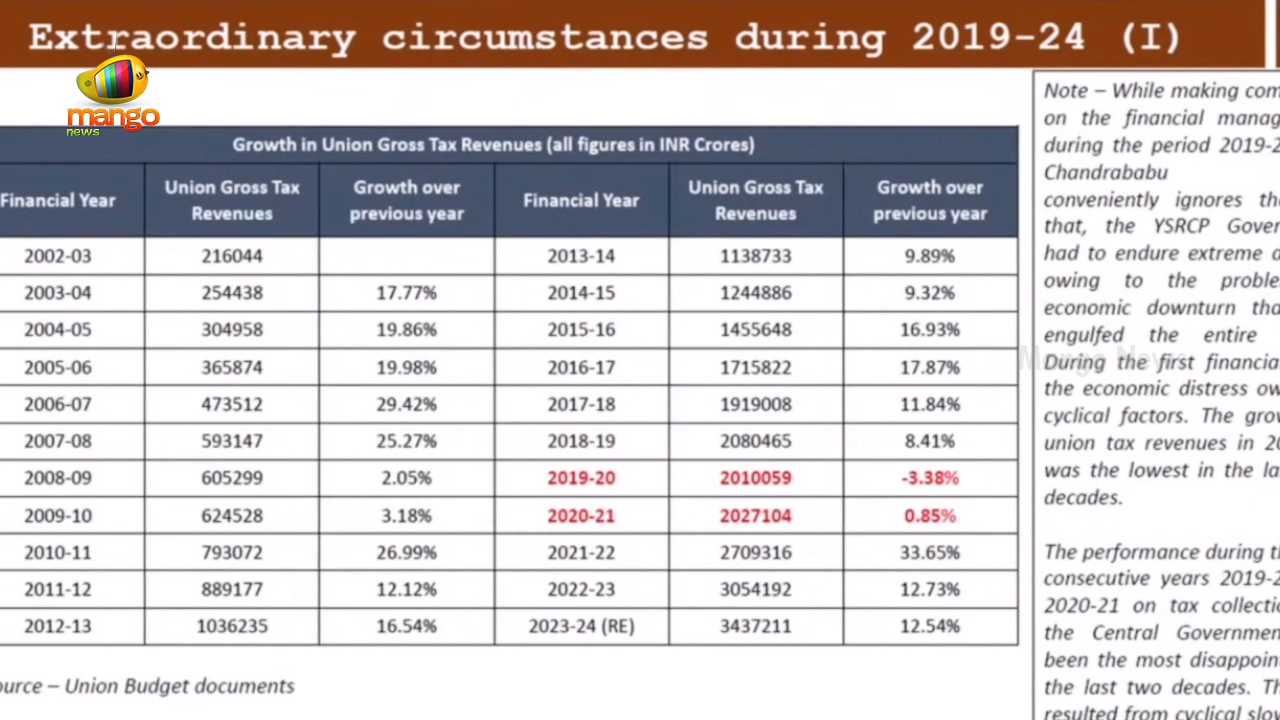 Extraordinary circumstances during 2019-24 (I)
mango
news
Growth in Union Gross Tax Revenues (all figures in INR Crores)
Financial Year | Union Gross Tax Revenues | Growth over previous year | Financial Year | Union Gross Tax Revenues | Growth over previous year
2002-03 | 216044 | | 2013-14 | 1138733 | 9.89%
2003-04 | 254438 | 17.77% | 2014-15 | 1244886 | 9.32%
2004-05 | 304958 | 19.86% | 2015-16 | 1455648 | 16.93%
2005-06 | 365874 | 19.98% | 2016-17 | 1715822 | 17.87%
2006-07 | 473512 | 29.42% | 2017-18 | 1919008 | 11.84%
2007-08 | 593147 | 25.27% | 2018-19 | 2080465 | 8.41%
2008-09 | 605299 | 2.05% | 2019-20 | 2010059 | -3.38%
2009-10 | 624528 | 3.18% | 2020-21 | 2027104 | 0.85%
2010-11 | 793072 | 26.99% | 2021-22 | 2709316 | 33.65%
2011-12 | 889177 | 12.12% | 2022-23 | 3054192 | 12.73%
2012-13 | 1036235 | 16.54% | 2023-24 (RE) | 3437211 | 12.54%
ource – Union Budget documents
Note – While making com
on the financial manag
during the period 2019-2
Chandrababu
conveniently ignores th
that, the YSRCP Gover
had to endure extreme
owing to the proble
economic downturn tha
engulfed the entire
Mango News
During the first financia
the economic distress ow
cyclical factors. The grow
union tax revenues in 20
was the lowest in the la
decades.
The performance during th
consecutive years 2019-2
2020-21 on tax collecti
the Central Governmen
been the most disappoin
the last two decades. Th
resulted from cyclical slow